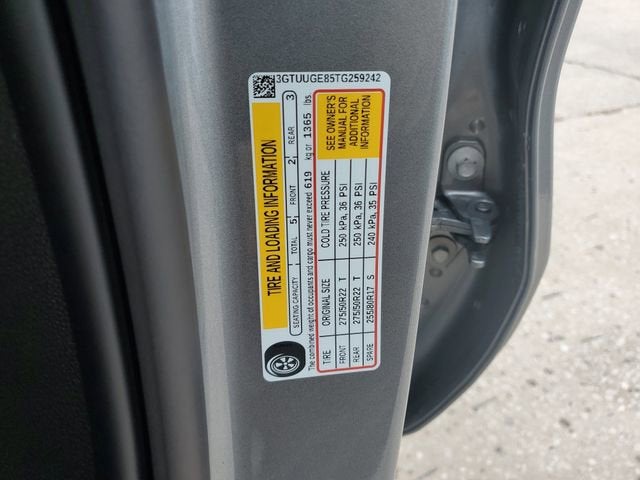 3GTUUGE85TG259242
TIRE AND LOADING INFORMATION
SEATING CAPACITY TOTAL 5 FRONT 2 REAR 3
The combined weight of occupants and cargo must never exceed 619 kg or 1365 lbs.
TIRE ORIGINAL SIZE COLD TIRE PRESSURE
FRONT 275/50R22 T 250 kPa, 36 PSI
REAR 275/50R22 T 250 kPa, 36 PSI
SPARE 255/80R17 S 240 kPa, 35 PSI
SEE OWNER'S
MANUAL FOR
ADDITIONAL
INFORMATION